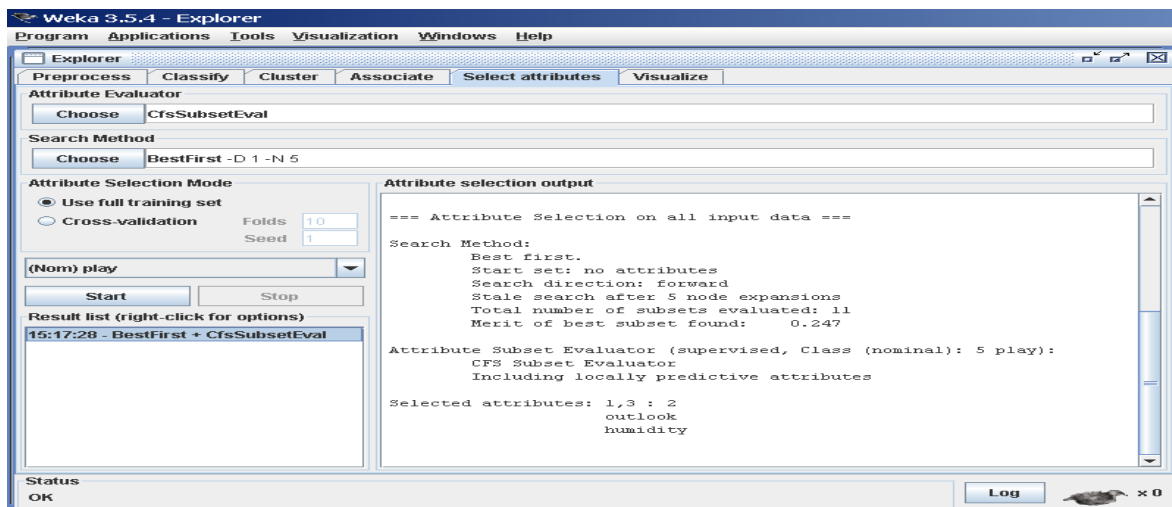 Weka 3.5.4 - Explorer
Program Applications Tools Visualization Windows Help
Explorer
Preprocess Classify Cluster Associate Select attributes Visualize
Attribute Evaluator
Choose CfsSubsetEval
Search Method
Choose BestFirst -D 1 -N 5
Attribute Selection Mode
Use full training set
Cross-validation Folds 10
Seed 1
(Nom) play
Start Stop
Result list (right-click for options)
15:17:28 - BestFirst + CfsSubsetEval
Attribute selection output
=== Attribute Selection on all input data ===
Search Method:
Best first.
Start set: no attributes
Search direction: forward
Stale search after 5 node expansions
Total number of subsets evaluated: 11
Merit of best subset found: 0.247
Attribute Subset Evaluator (supervised, Class (nominal): 5 play):
CFS Subset Evaluator
Including locally predictive attributes
Selected attributes: 1,3 : 2
outlook
humidity
Status
OK
Log x 0